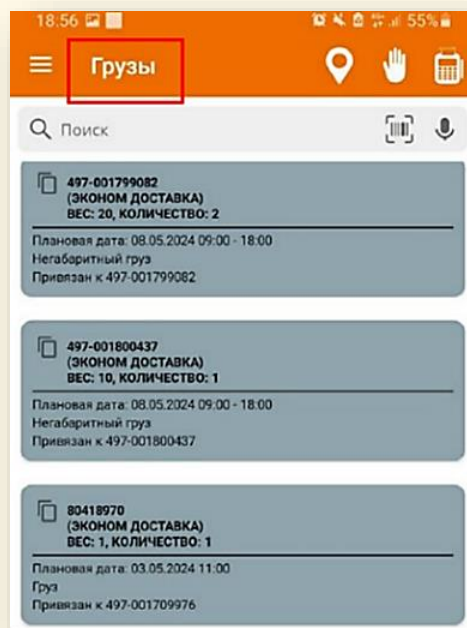 18:56 55%
Грузы
Поиск
497-001799082
(ЭКОНОМ ДОСТАВКА)
ВЕС: 20, КОЛИЧЕСТВО: 2
Плановая дата: 08.05.2024 09:00 - 18:00
Негабаритный груз
Привязан к 497-001799082
497-001800437
(ЭКОНОМ ДОСТАВКА)
ВЕС: 10, КОЛИЧЕСТВО: 1
Плановая дата: 08.05.2024 09:00 - 18:00
Негабаритный груз
Привязан к 497-001800437
80418970
(ЭКОНОМ ДОСТАВКА)
ВЕС: 1, КОЛИЧЕСТВО: 1
Плановая дата: 03.05.2024 11:00
Груз
Привязан к 497-001709976